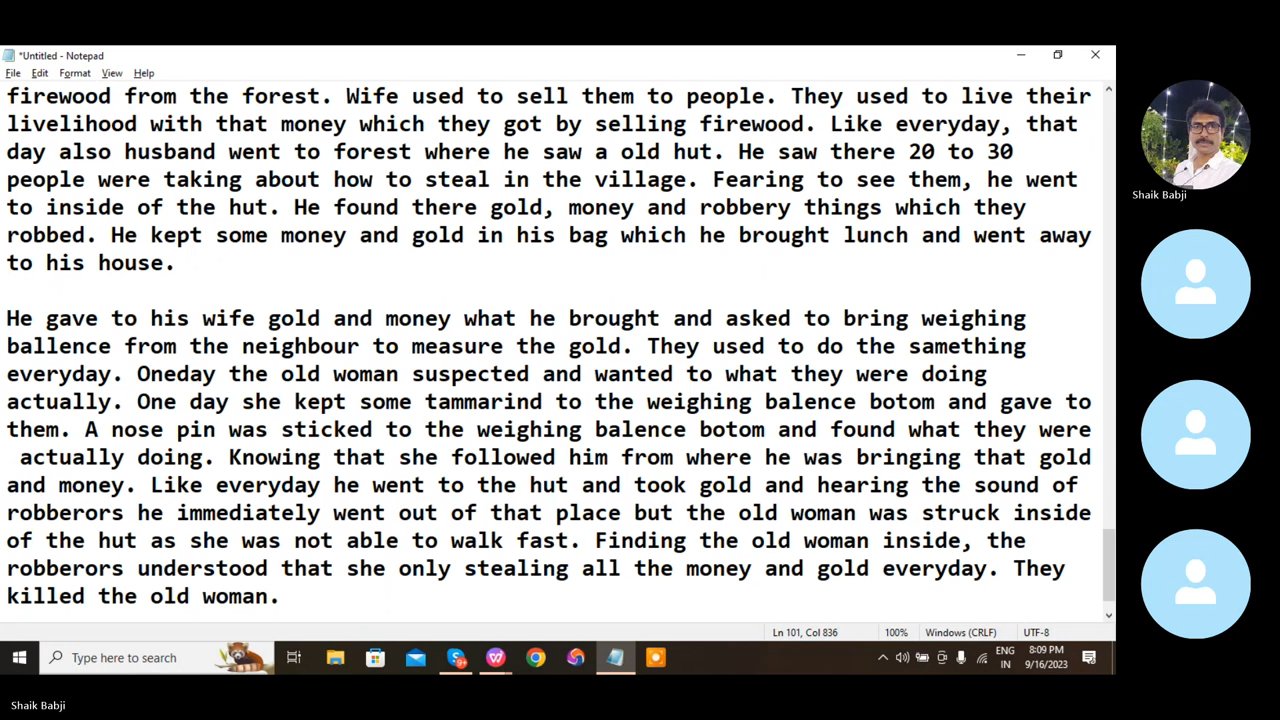 *Untitled - Notepad
File Edit Format View Help
firewood from the forest. Wife used to sell them to people. They used to live their
livelihood with that money which they got by selling firewood. Like everyday, that
day also husband went to forest where he saw a old hut. He saw there 20 to 30
people were taking about how to steal in the village. Fearing to see them, he went
to inside of the hut. He found there gold, money and robbery things which they
robbed. He kept some money and gold in his bag which he brought lunch and went away
to his house.
He gave to his wife gold and money what he brought and asked to bring weighing
ballence from the neighbour to measure the gold. They used to do the samething
everyday. Oneday the old woman suspected and wanted to what they were doing
actually. One day she kept some tammarind to the weighing balence botom and gave to
them. A nose pin was sticked to the weighing balence botom and found what they were
actually doing. Knowing that she followed him from where he was bringing that gold
and money. Like everyday he went to the hut and took gold and hearing the sound of
robberors he immediately went out of that place but the old woman was struck inside
of the hut as she was not able to walk fast. Finding the old woman inside, the
robberors understood that she only stealing all the money and gold everyday. They
killed the old woman.
Ln 101, Col 836 100% Windows (CRLF) UTF-8
Type here to search
ENG
IN
8:09 PM
9/16/2023
Shaik Babji
Shaik Babji